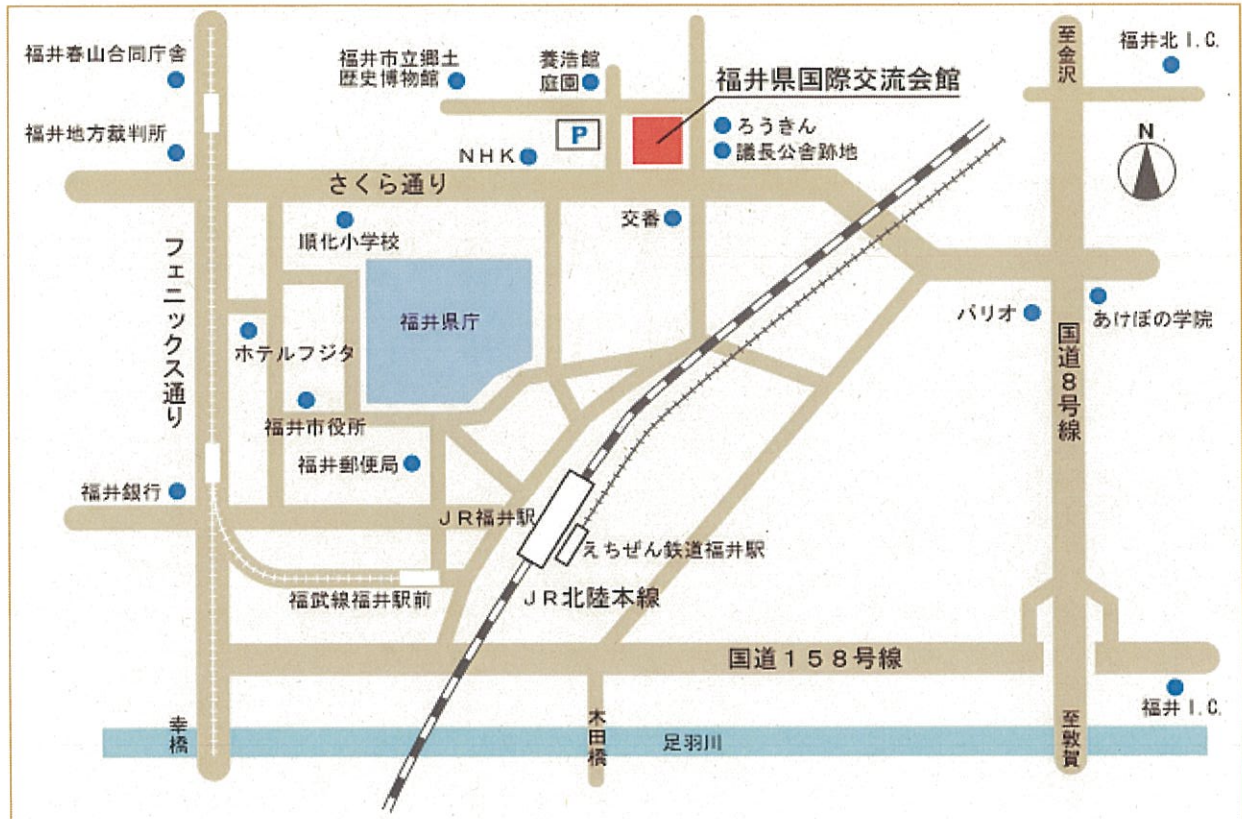 福井春山合同庁舎
福井市立郷土
歴史博物館
養浩館
庭園
福井県国際交流会館
至金沢
福井北 I.C.
福井地方裁判所
P
ろうきん
議長公舎跡地
N
NHK
さくら通り
順化小学校
交番
フェニックス通り
福井県庁
パリオ
あけぼの学院
国道8号線
ホテルフジタ
福井市役所
福井郵便局
福井銀行
JR福井駅
えちぜん鉄道福井駅
福武線福井駅前
JR北陸本線
国道158号線
福井 I.C.
幸橋
木田橋
足羽川
至敦賀